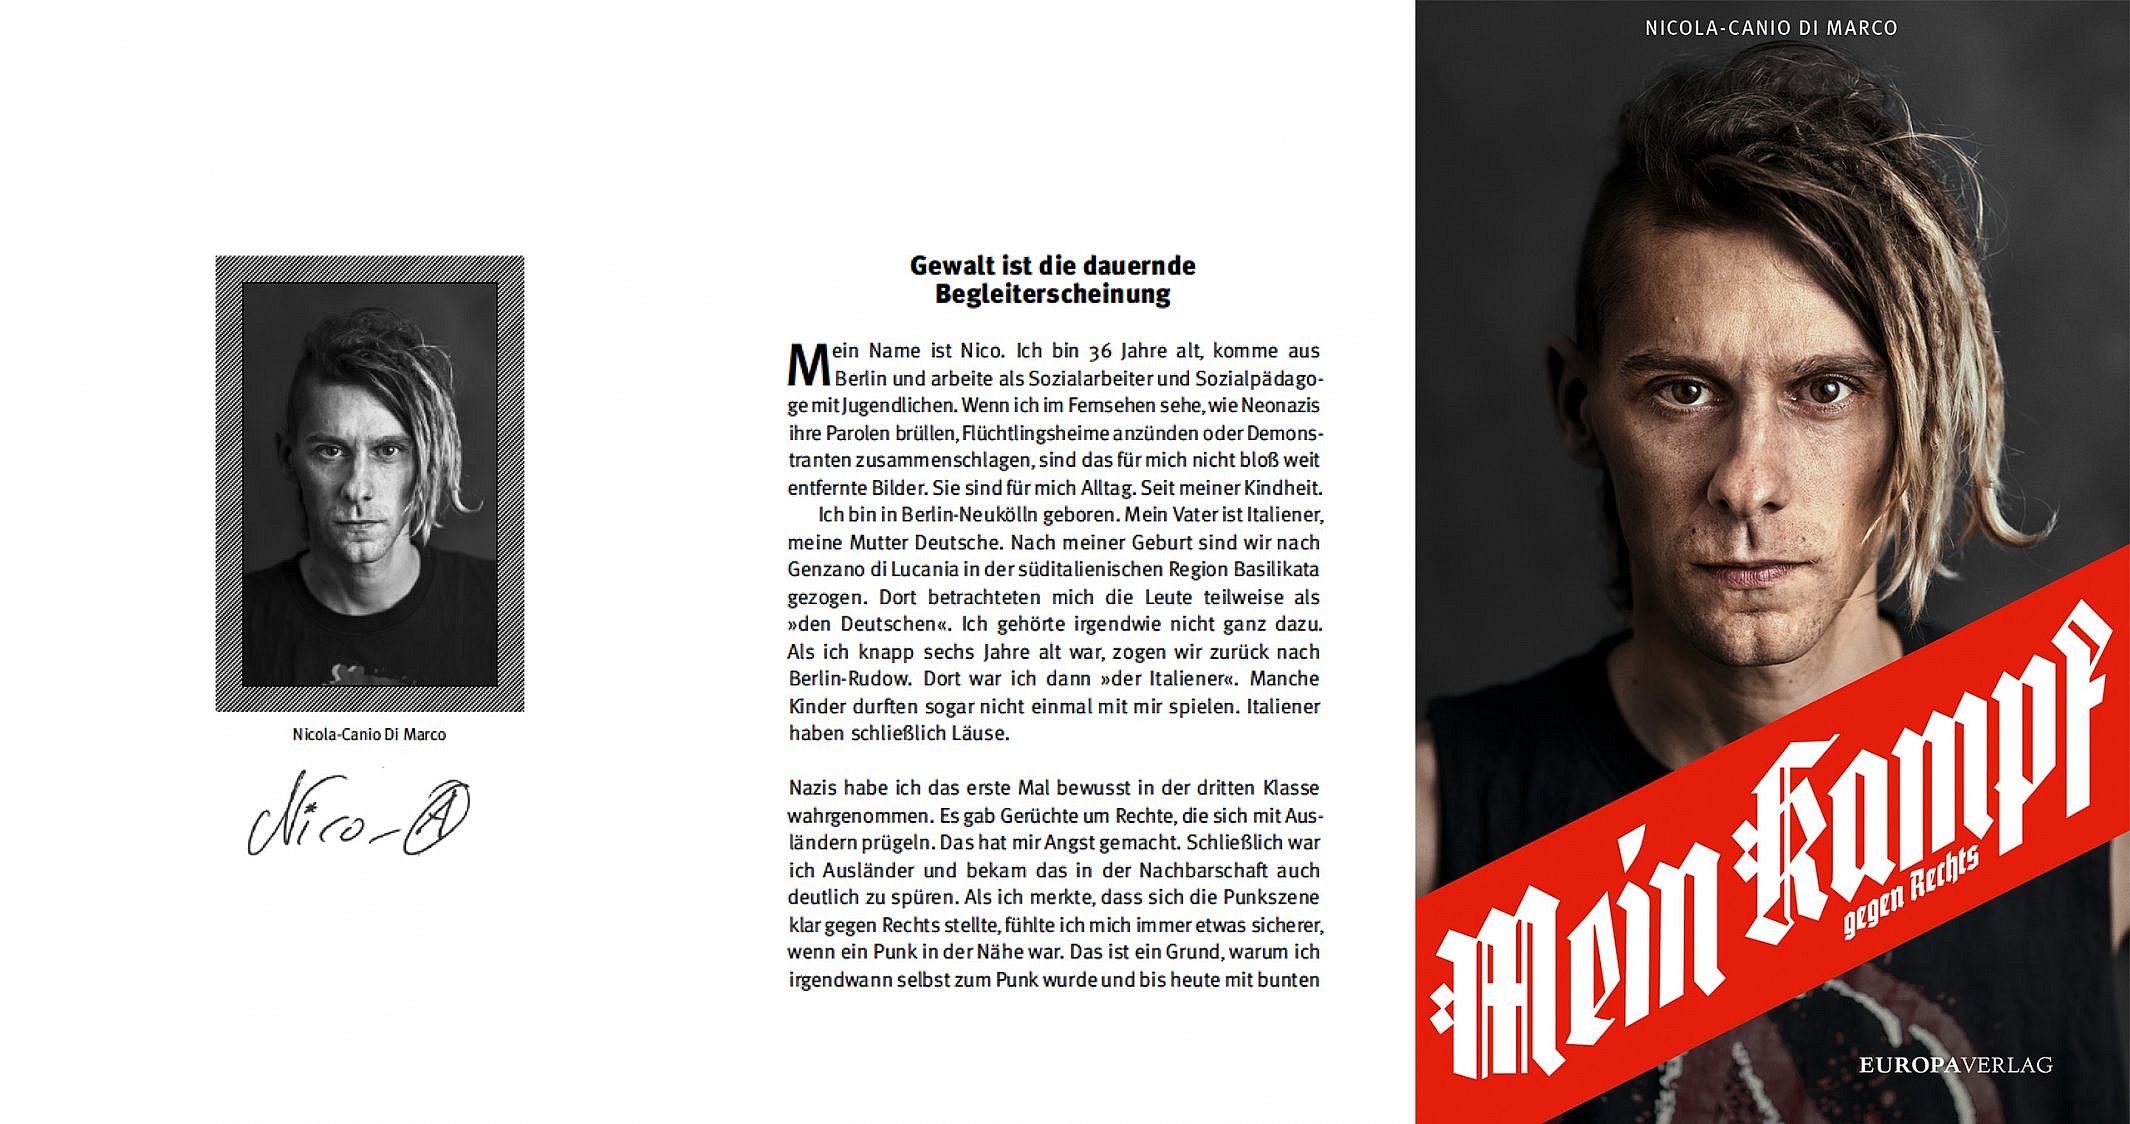 Nicola-Canio Di Marco
Nico-A
Gewalt ist die dauernde
Begleiterscheinung
Mein Name ist Nico. Ich bin 36 Jahre alt, komme aus
Berlin und arbeite als Sozialarbeiter und Sozialpädago-
ge mit Jugendlichen. Wenn ich im Fernsehen sehe, wie Neonazis
ihre Parolen brüllen, Flüchtlingsheime anzünden oder Demons-
tranten zusammenschlagen, sind das für mich nicht bloß weit
entfernte Bilder. Sie sind für mich Alltag. Seit meiner Kindheit.
Ich bin in Berlin-Neukölln geboren. Mein Vater ist Italiener,
meine Mutter Deutsche. Nach meiner Geburt sind wir nach
Genzano di Lucania in der süditalienischen Region Basilikata
gezogen. Dort betrachteten mich die Leute teilweise als
»den Deutschen«. Ich gehörte irgendwie nicht ganz dazu.
Als ich knapp sechs Jahre alt war, zogen wir zurück nach
Berlin-Rudow. Dort war ich dann »der Italiener«. Manche
Kinder durften sogar nicht einmal mit mir spielen. Italiener
haben schließlich Läuse.
Nazis habe ich das erste Mal bewusst in der dritten Klasse
wahrgenommen. Es gab Gerüchte um Rechte, die sich mit Aus-
ländern prügeln. Das hat mir Angst gemacht. Schließlich war
ich Ausländer und bekam das in der Nachbarschaft auch
deutlich zu spüren. Als ich merkte, dass sich die Punkszene
klar gegen Rechts stellte, fühlte ich mich immer etwas sicherer,
wenn ein Punk in der Nähe war. Das ist ein Grund, warum ich
irgendwann selbst zum Punk wurde und bis heute mit bunten
NICOLA-CANIO DI MARCO
Mein Kampf
gegen Rechts
EUROPAVERLAG